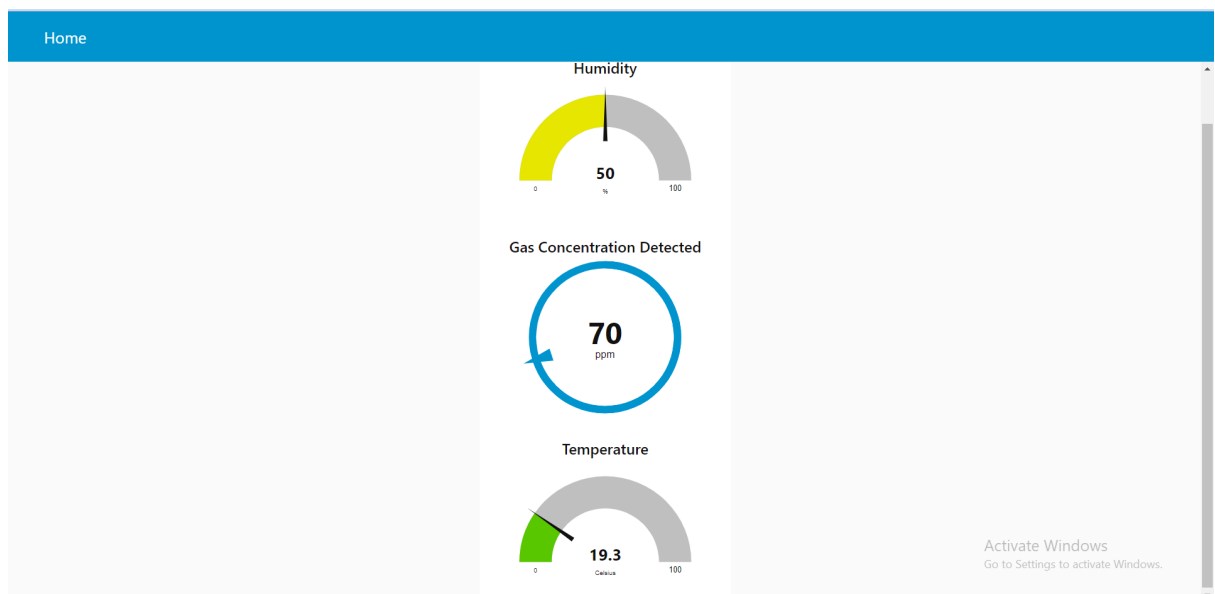 Home
Humidity
50
0 % 100
Gas Concentration Detected
70
ppm
Temperature
19.3
0 Celsius 100
Activate Windows
Go to Settings to activate Windows.